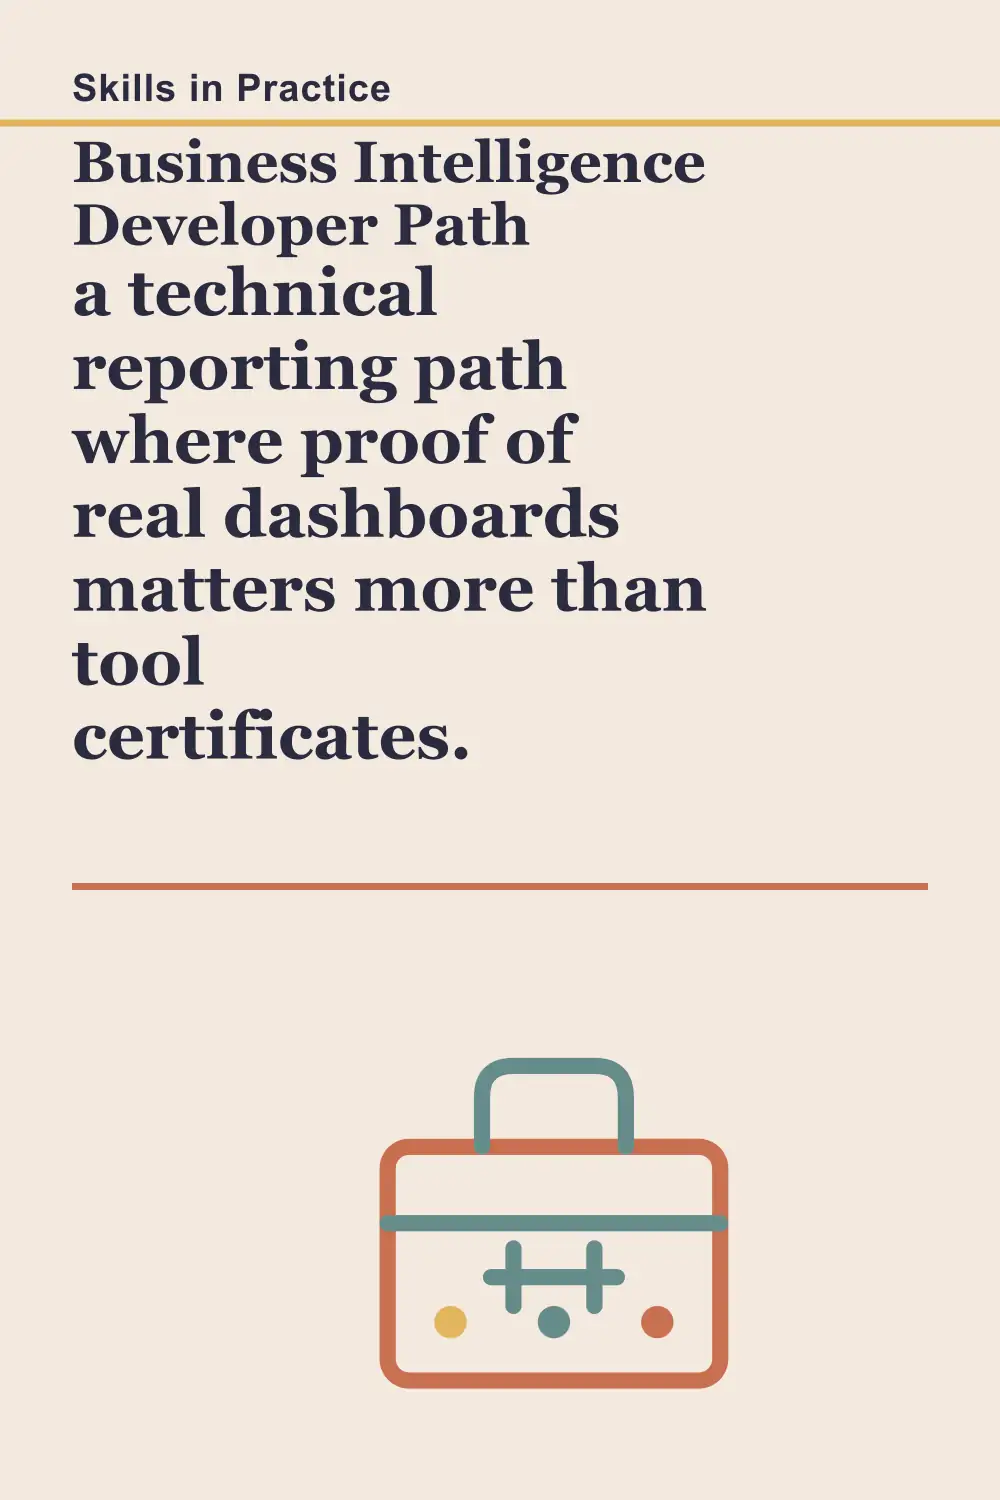 Skills in Practice
Business Intelligence
Developer Path
a technical
reporting path
where proof of
real dashboards
matters more than
tool
certificates.